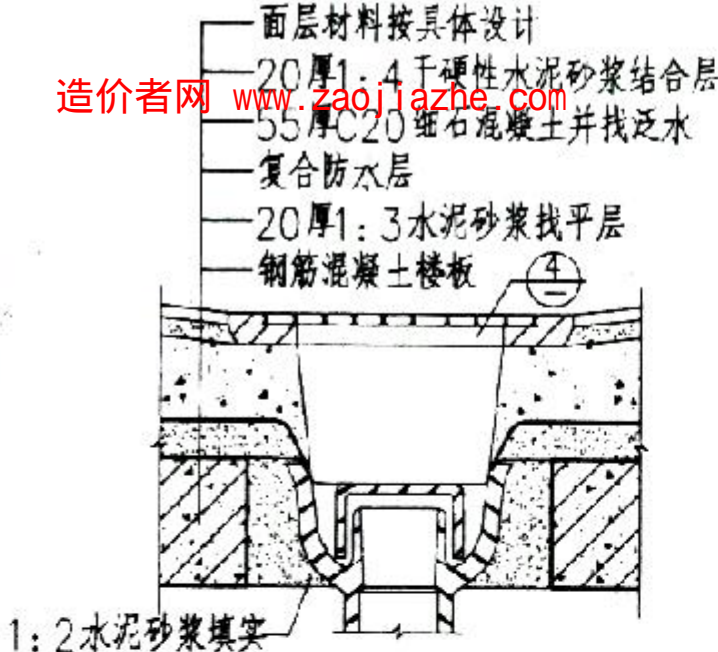 面层材料按具体设计
20厚1:4干硬性水泥砂浆结合层
造价者网 www.zaojiazhe.com
55厚C20细石混凝土并找泛水
复合防水层
20厚1:3水泥砂浆找平层
钢筋混凝土楼板
4
—
1:2水泥砂浆填实